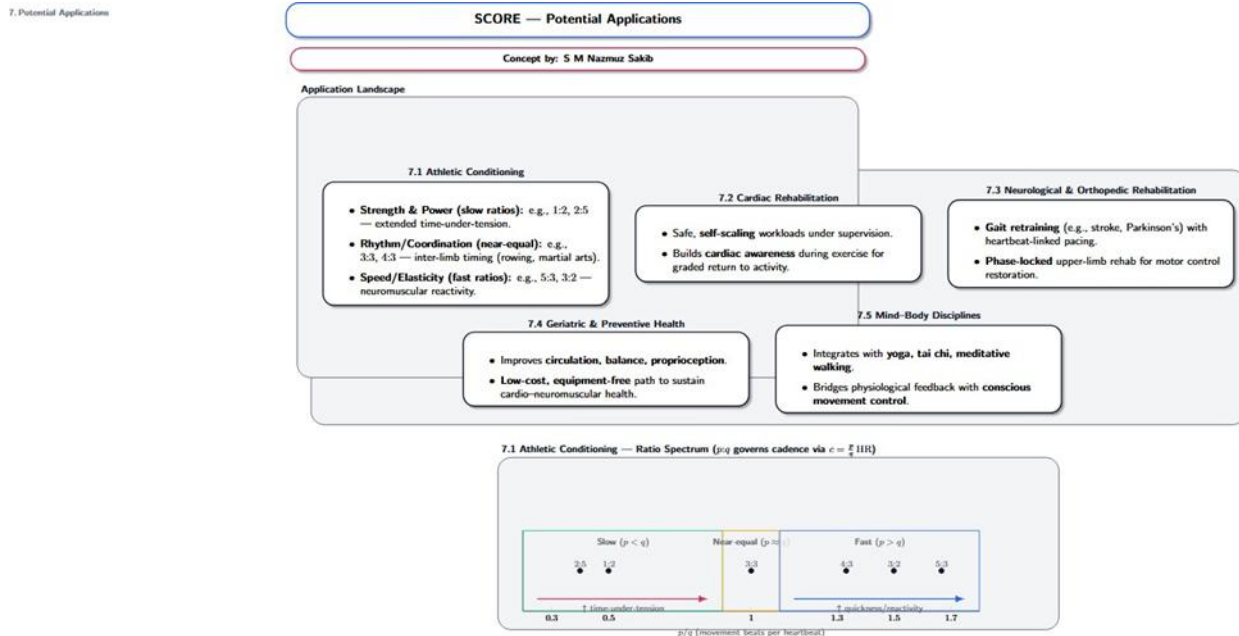 7. Potential Applications
SCORE — Potential Applications
Concept by: S M Nazmuz Sakib
Application Landscape
7.1 Athletic Conditioning
• Strength & Power (slow ratios): e.g., 1:2, 2:5
— extended time-under-tension.
• Rhythm/Coordination (near-equal): e.g.,
3:3, 4:3 — inter-limb timing (rowing, martial arts).
• Speed/Elasticity (fast ratios): e.g., 5:3, 3:2 —
neuromuscular reactivity.
7.2 Cardiac Rehabilitation
• Safe, self-scaling workloads under supervision.
• Builds cardiac awareness during exercise for
graded return to activity.
7.3 Neurological & Orthopedic Rehabilitation
• Gait retraining (e.g., stroke, Parkinson's) with
heartbeat-linked pacing.
• Phase-locked upper-limb rehab for motor control
restoration.
7.4 Geriatric & Preventive Health
• Improves circulation, balance, proprioception.
• Low-cost, equipment-free path to sustain
cardio–neuromuscular health.
7.5 Mind–Body Disciplines
• Integrates with yoga, tai chi, meditative
walking.
• Bridges physiological feedback with conscious
movement control.
7.1 Athletic Conditioning — Ratio Spectrum (p:q governs cadence via c = p/q HR)
Slow (p < q)
Near-equal (p ≈
Fast (p > q)
2:5 1:2 3:3 4:3 3:2 5:3
↑ time-under-tension
↑ quickness/reactivity
0.3 0.5 1 1.3 1.5 1.7
p/q (movement beats per heartbeat)